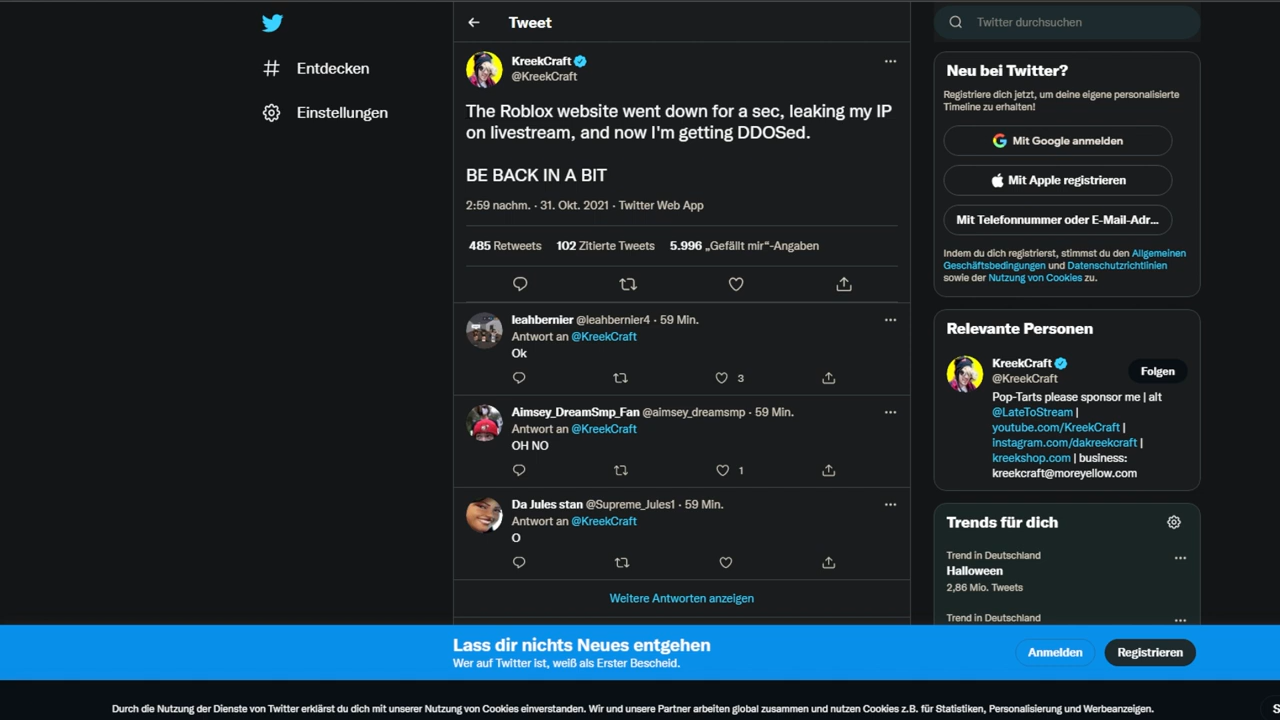 Entdecken
Einstellungen
Tweet
KreekCraft
@KreekCraft
The Roblox website went down for a sec, leaking my IP
on livestream, and now I'm getting DDOSed.
BE BACK IN A BIT
2:59 nachm. · 31. Okt. 2021 · Twitter Web App
485 Retweets 102 Zitierte Tweets 5.996 „Gefällt mir“-Angaben
leahbernier @leahbernier4 · 59 Min.
Antwort an @KreekCraft
Ok
3
Aimsey_DreamSmp_Fan @aimsey_dreamsmp · 59 Min.
Antwort an @KreekCraft
OH NO
1
Da Jules stan @Supreme_Jules1 · 59 Min.
Antwort an @KreekCraft
O
Weitere Antworten anzeigen
Twitter durchsuchen
Neu bei Twitter?
Registriere dich jetzt, um deine eigene personalisierte
Timeline zu erhalten!
Mit Google anmelden
Mit Apple registrieren
Mit Telefonnummer oder E-Mail-Adr...
Indem du dich registrierst, stimmst du den Allgemeinen
Geschäftsbedingungen und Datenschutzrichtlinien
sowie der Nutzung von Cookies zu.
Relevante Personen
KreekCraft
@KreekCraft
Folgen
Pop-Tarts please sponsor me | alt
@LateToStream |
youtube.com/KreekCraft |
instagram.com/dakreekcraft |
kreekshop.com | business:
kreekcraft@moreyellow.com
Trends für dich
Trend in Deutschland
Halloween
2,86 Mio. Tweets
Trend in Deutschland
Lass dir nichts Neues entgehen
Wer auf Twitter ist, weiß als Erster Bescheid.
Anmelden
Registrieren
Durch die Nutzung der Dienste von Twitter erklärst du dich mit unserer Nutzung von Cookies einverstanden. Wir und unsere Partner arbeiten global zusammen und nutzen Cookies z.B. für Statistiken, Personalisierung und Werbeanzeigen.